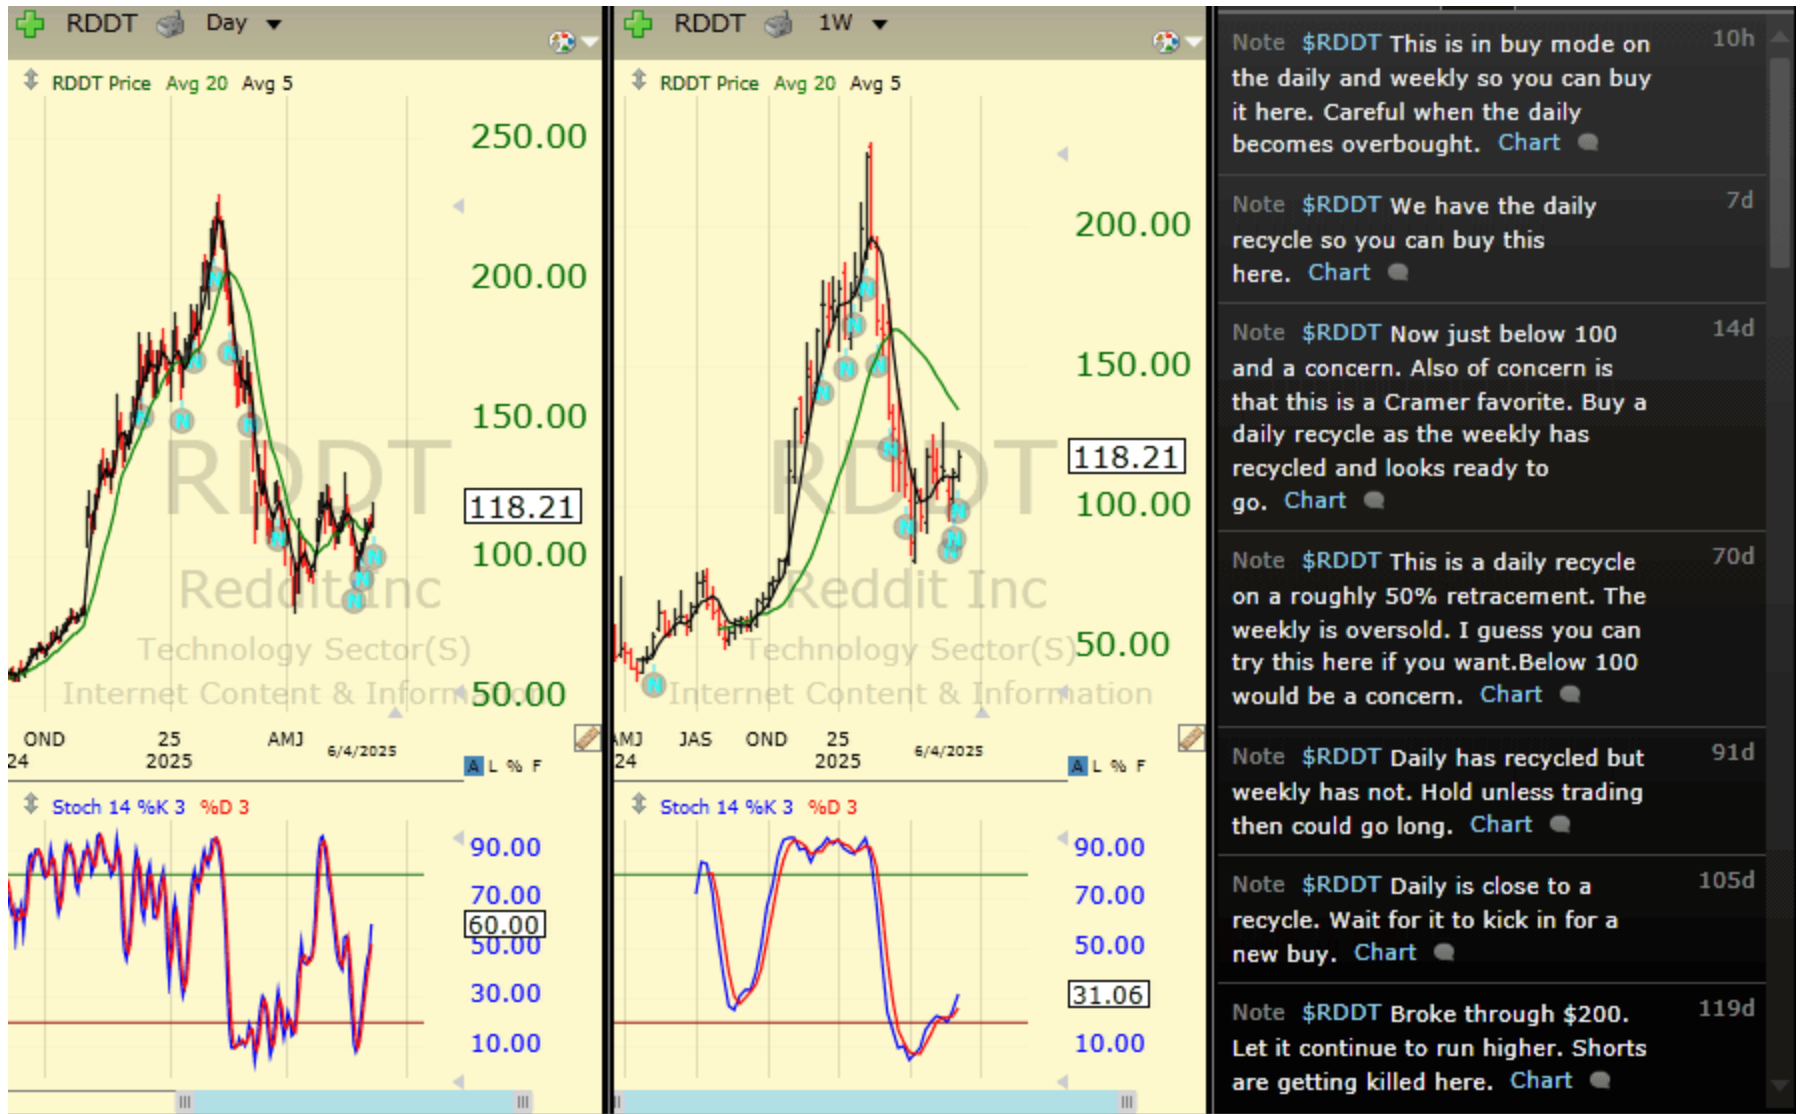 RDDT Day
RDDT Price Avg 20 Avg 5
250.00
200.00
150.00
118.21
100.00
50.00
RDDT
Reddit Inc
Technology Sector(S)
Internet Content & Information
OND 25 AMJ 6/4/2025
24 2025
A L % F
Stoch 14 %K 3 %D 3
90.00
70.00
60.00
50.00
30.00
10.00
RDDT 1W
RDDT Price Avg 20 Avg 5
200.00
150.00
118.21
100.00
50.00
RDDT
Reddit Inc
Technology Sector(S)
Internet Content & Information
AMJ JAS OND 25 6/4/2025
24 2025
A L % F
Stoch 14 %K 3 %D 3
90.00
70.00
50.00
31.06
10.00
Note $RDDT This is in buy mode on 10h
the daily and weekly so you can buy
it here. Careful when the daily
becomes overbought. Chart
Note $RDDT We have the daily 7d
recycle so you can buy this
here. Chart
Note $RDDT Now just below 100 14d
and a concern. Also of concern is
that this is a Cramer favorite. Buy a
daily recycle as the weekly has
recycled and looks ready to
go. Chart
Note $RDDT This is a daily recycle 70d
on a roughly 50% retracement. The
weekly is oversold. I guess you can
try this here if you want.Below 100
would be a concern. Chart
Note $RDDT Daily has recycled but 91d
weekly has not. Hold unless trading
then could go long. Chart
Note $RDDT Daily is close to a 105d
recycle. Wait for it to kick in for a
new buy. Chart
Note $RDDT Broke through $200. 119d
Let it continue to run higher. Shorts
are getting killed here. Chart